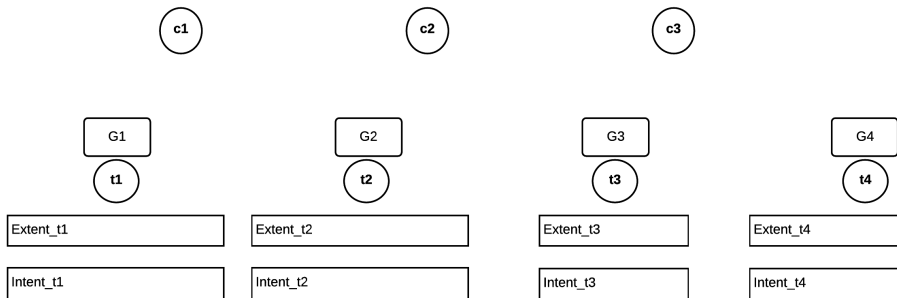 c1
c2
c3
G1
G2
G3
G4
t1
t2
t3
t4
Extent_t1
Extent_t2
Extent_t3
Extent_t4
Intent_t1
Intent_t2
Intent_t3
Intent_t4